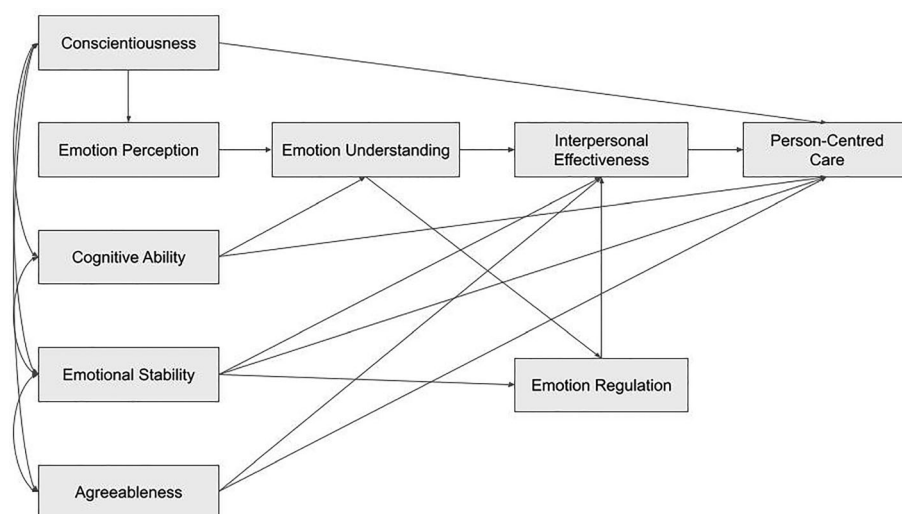 Conscientiousness
Emotion Perception
Emotion Understanding
Interpersonal
Effectiveness
Person-Centred
Care
Cognitive Ability
Emotional Stability
Emotion Regulation
Agreeableness